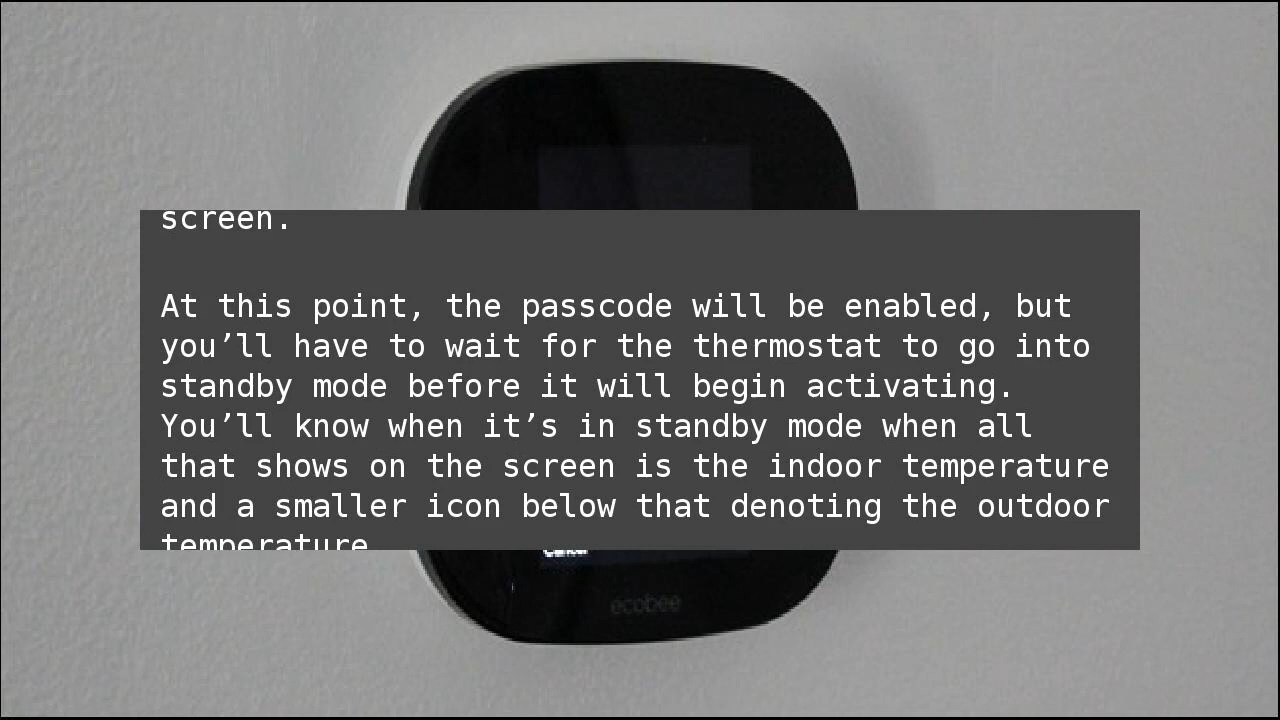 screen.
At this point, the passcode will be enabled, but
you’ll have to wait for the thermostat to go into
standby mode before it will begin activating.
You’ll know when it’s in standby mode when all
that shows on the screen is the indoor temperature
and a smaller icon below that denoting the outdoor
temperature
Cancel
ecobee